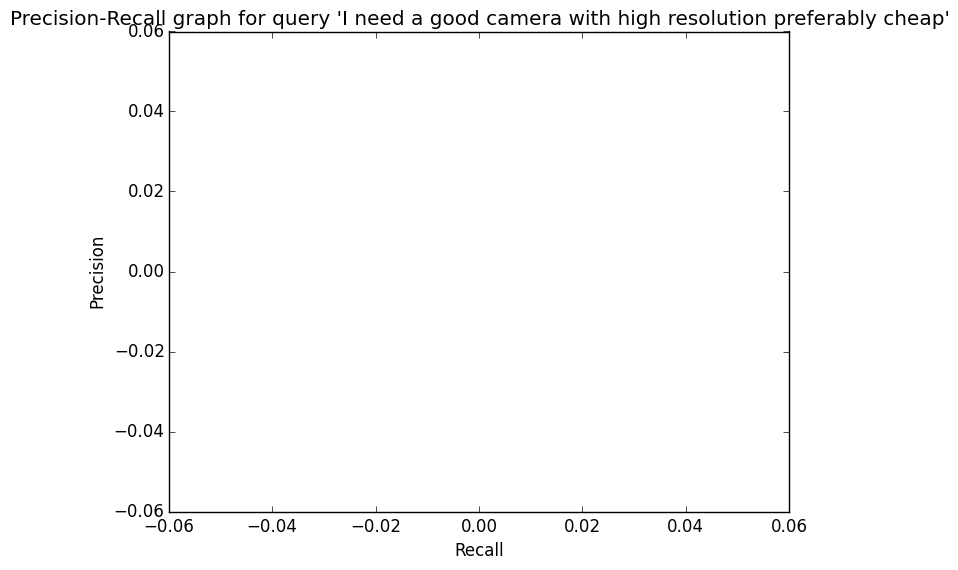 Precision-Recall graph for query 'I need a good camera with high resolution preferably cheap'
0.06
0.04
0.02
0.00
−0.02
−0.04
−0.06
Precision
−0.06 −0.04 −0.02 0.00 0.02 0.04 0.06
Recall